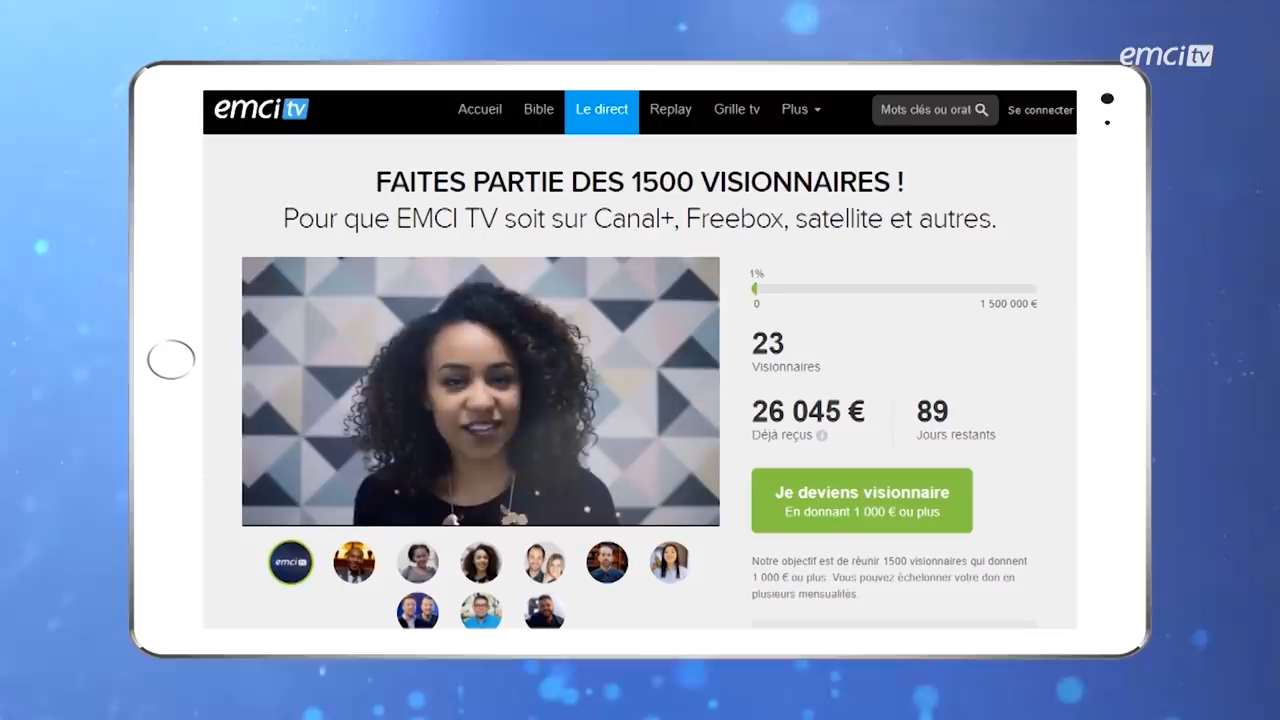 emci tv
emci tv
Accueil Bible Le direct Replay Grille tv Plus
Mots clés ou orat
Se connecter
FAITES PARTIE DES 1500 VISIONNAIRES !
Pour que EMCI TV soit sur Canal+, Freebox, satellite et autres.
1%
0 1 500 000 €
23
Visionnaires
26 045 €
Déjà reçus
89
Jours restants
Je deviens visionnaire
En donnant 1 000 € ou plus
Notre objectif est de réunir 1500 visionnaires qui donnent
1 000 € ou plus. Vous pouvez échelonner votre don en
plusieurs mensualités.
emci tv